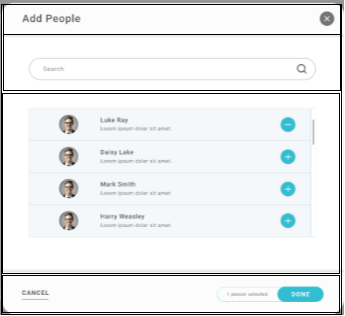 Add People
Search
Luke Ray
Lorem ipsum dolor sit amet.
Daisy Lake
Lorem ipsum dolor sit amet.
Mark Smith
Lorem ipsum dolor sit amet.
Harry Weasley
Lorem ipsum dolor sit amet.
CANCEL
1 person selected
DONE